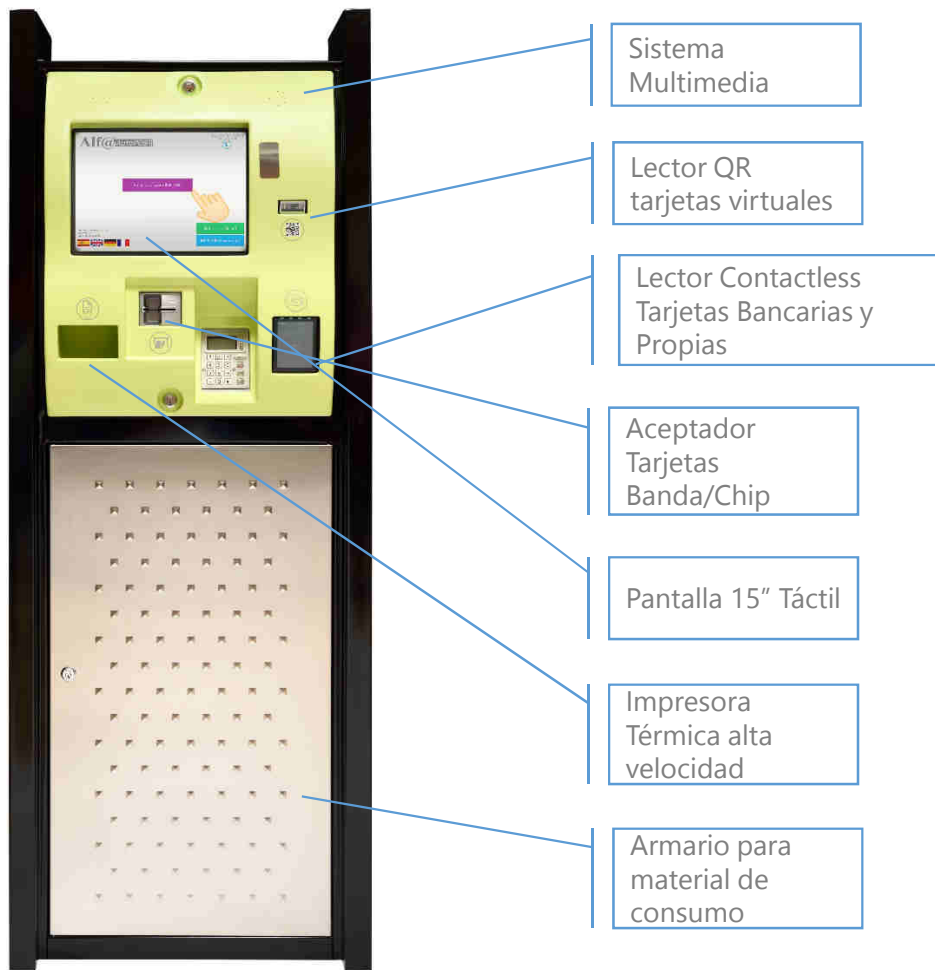 Sistema
Multimedia
Lector QR
tarjetas virtuales
Lector Contactless
Tarjetas Bancarias y
Propias
Aceptador
Tarjetas
Banda/Chip
Pantalla 15” Táctil
Impresora
Térmica alta
velocidad
Armario para
material de
consumo